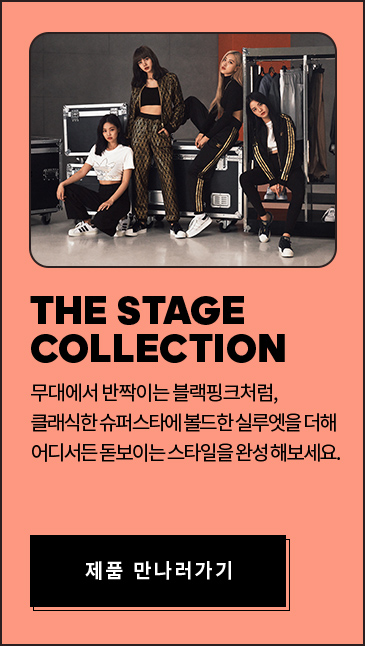 THE STAGE
COLLECTION
무대에서 반짝이는 블랙핑크처럼,
클래식한 슈퍼스타에 볼드한 실루엣을 더해
어디서든 돋보이는 스타일을 완성해보세요.
제품 만나러가기